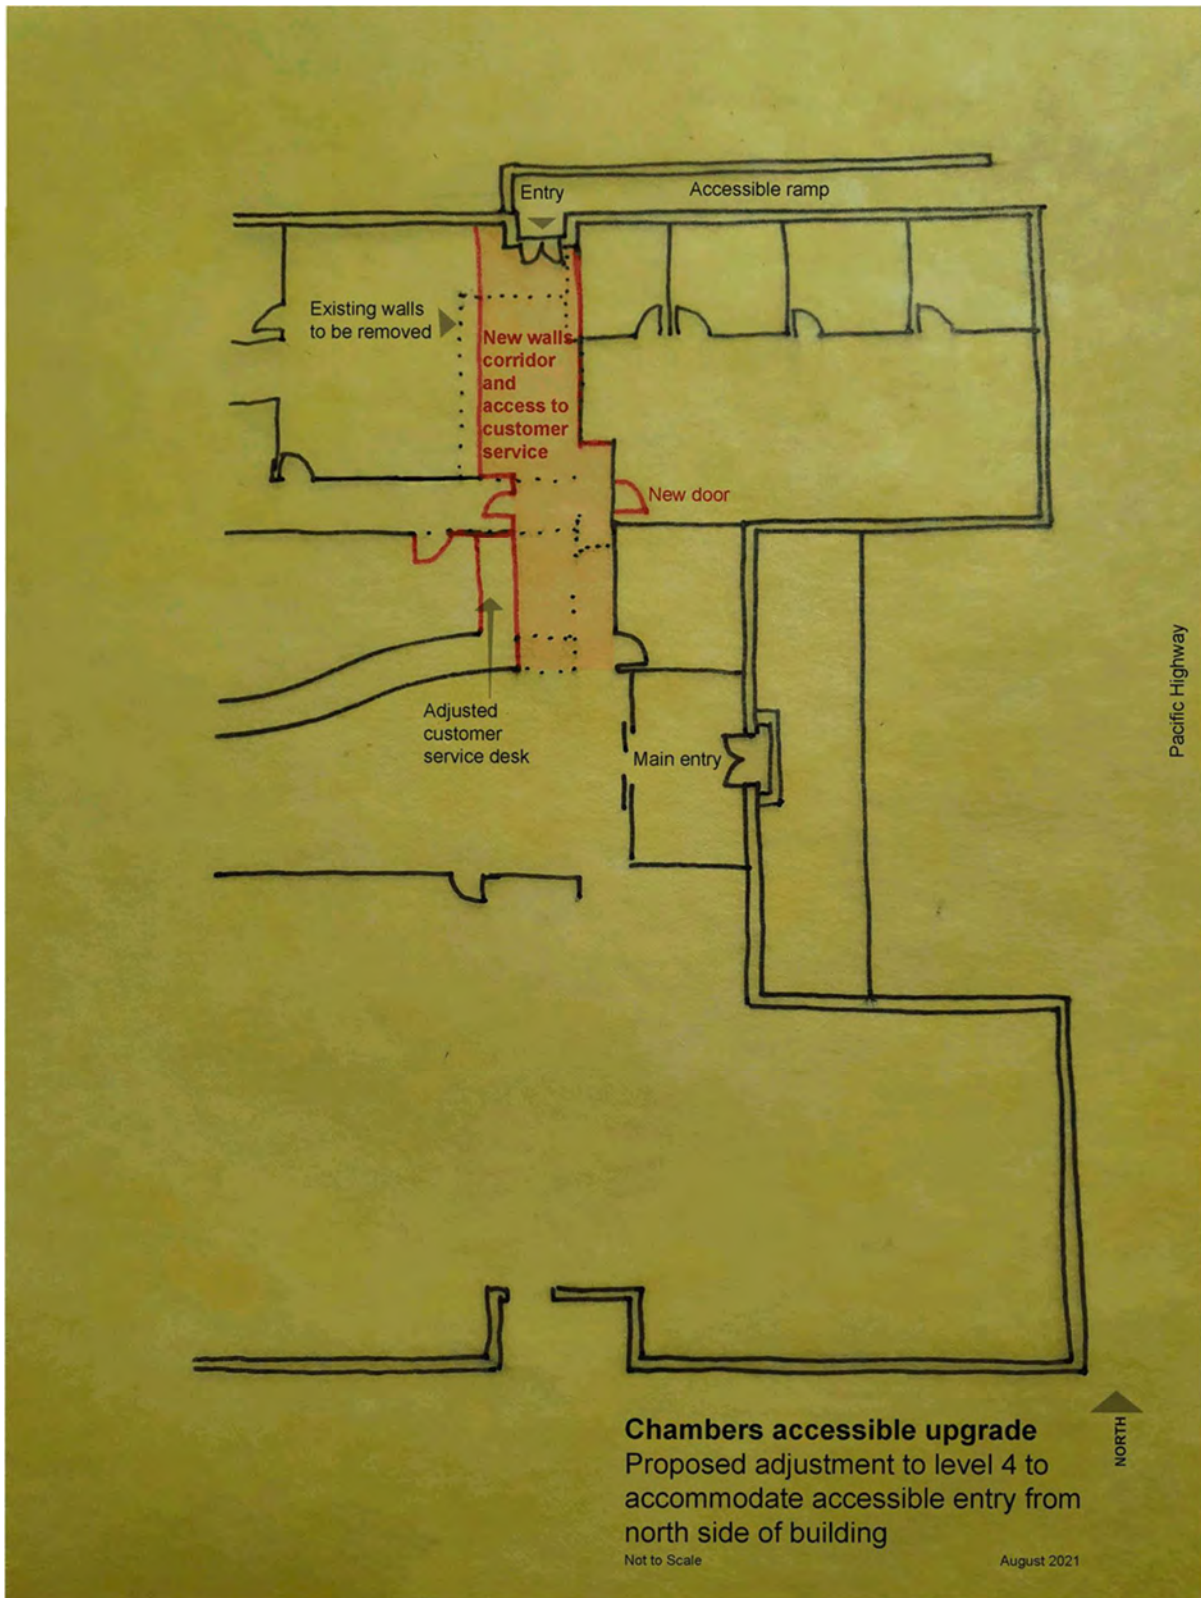 Entry
Accessible ramp
Existing walls
to be removed
New walls
corridor
and
access to
customer
service
New door
Adjusted
customer
service desk
Main entry
Pacific Highway
NORTH
Chambers accessible upgrade
Proposed adjustment to level 4 to
accommodate accessible entry from
north side of building
Not to Scale
August 2021